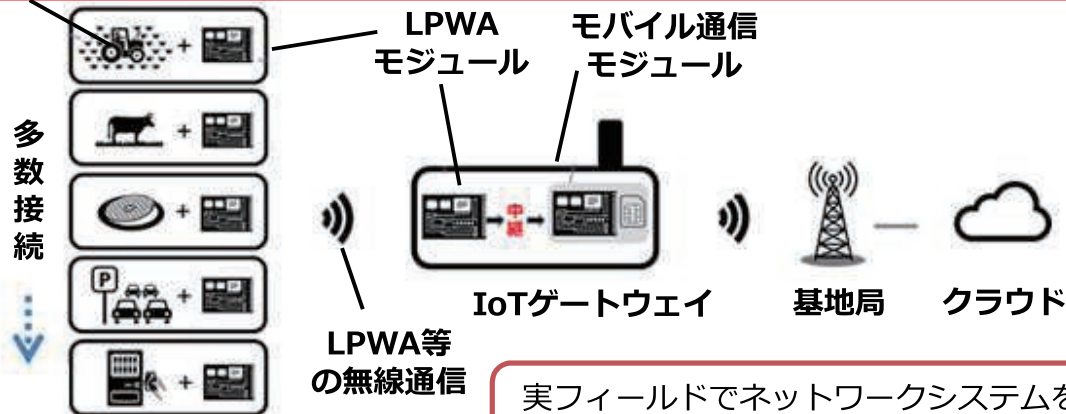 LPWA
モジュール
モバイル通信
モジュール
多数接続
P
中継
IoTゲートウェイ
基地局
クラウド
LPWA等
の無線通信
実フィールドでネットワークシステムを